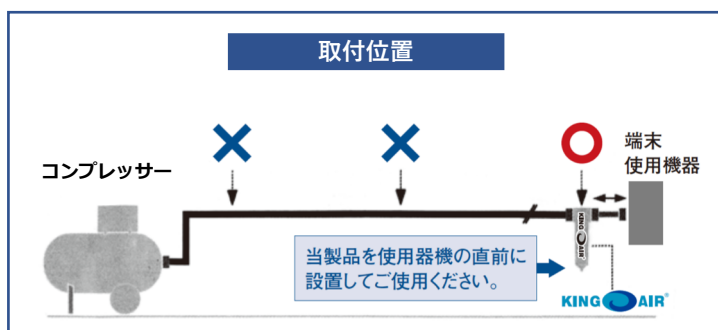 取付位置
コンプレッサー
端末
使用機器
当製品を使用器機の直前に
設置してご使用ください。
KING AIR
KING AIR®